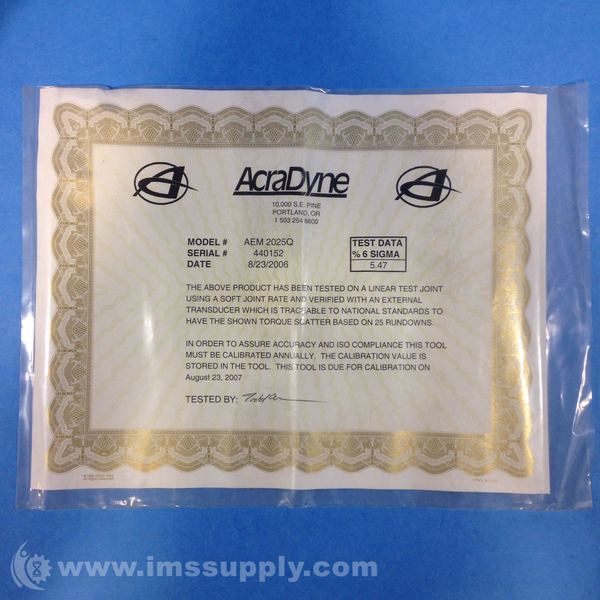 AcraDyne
10,000 S.E. PINE
PORTLAND, OR
1 503 254 6600
MODEL # AEM 2025Q
SERIAL # 440152
DATE 8/23/2006
TEST DATA
% 6 SIGMA
5.47
THE ABOVE PRODUCT HAS BEEN TESTED ON A LINEAR TEST JOINT
USING A SOFT JOINT RATE AND VERIFIED WITH AN EXTERNAL
TRANSDUCER WHICH IS TRACEABLE TO NATIONAL STANDARDS TO
HAVE THE SHOWN TORQUE SCATTER BASED ON 25 RUNDOWNS.
IN ORDER TO ASSURE ACCURACY AND ISO COMPLIANCE THIS TOOL
MUST BE CALIBRATED ANNUALLY. THE CALIBRATION VALUE IS
STORED IN THE TOOL. THIS TOOL IS DUE FOR CALIBRATION ON
August 23, 2007
TESTED BY:
All Rights Reserved
www.imssupply.com